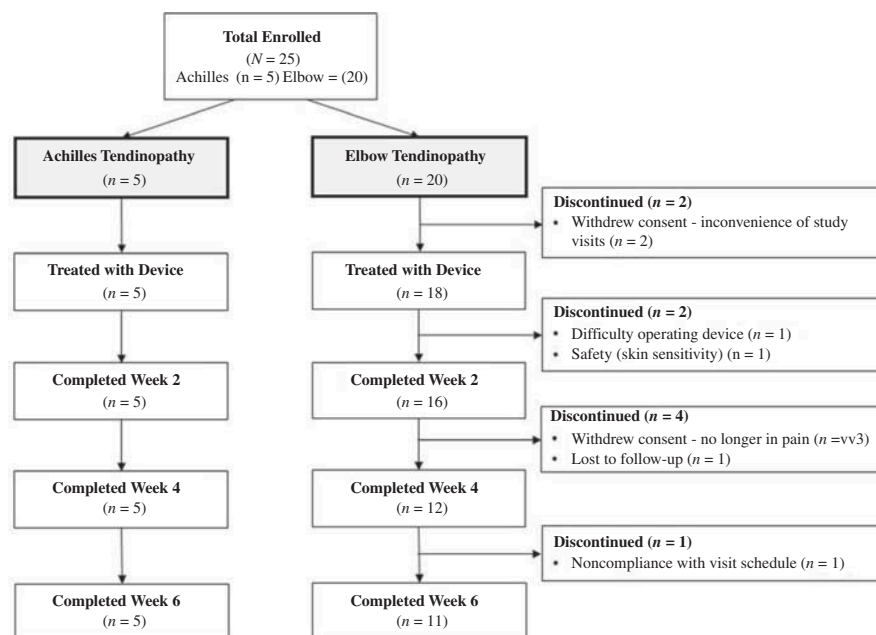 Total Enrolled
(N = 25)
Achilles (n = 5) Elbow = (20)
Achilles Tendinopathy
(n = 5)
Elbow Tendinopathy
(n = 20)
Discontinued (n = 2)
• Withdrew consent - inconvenience of study
visits (n = 2)
Treated with Device
(n = 5)
Treated with Device
(n = 18)
Discontinued (n = 2)
• Difficulty operating device (n = 1)
• Safety (skin sensitivity) (n = 1)
Completed Week 2
(n = 5)
Completed Week 2
(n = 16)
Discontinued (n = 4)
• Withdrew consent - no longer in pain (n =vv3)
• Lost to follow-up (n = 1)
Completed Week 4
(n = 5)
Completed Week 4
(n = 12)
Discontinued (n = 1)
• Noncompliance with visit schedule (n = 1)
Completed Week 6
(n = 5)
Completed Week 6
(n = 11)